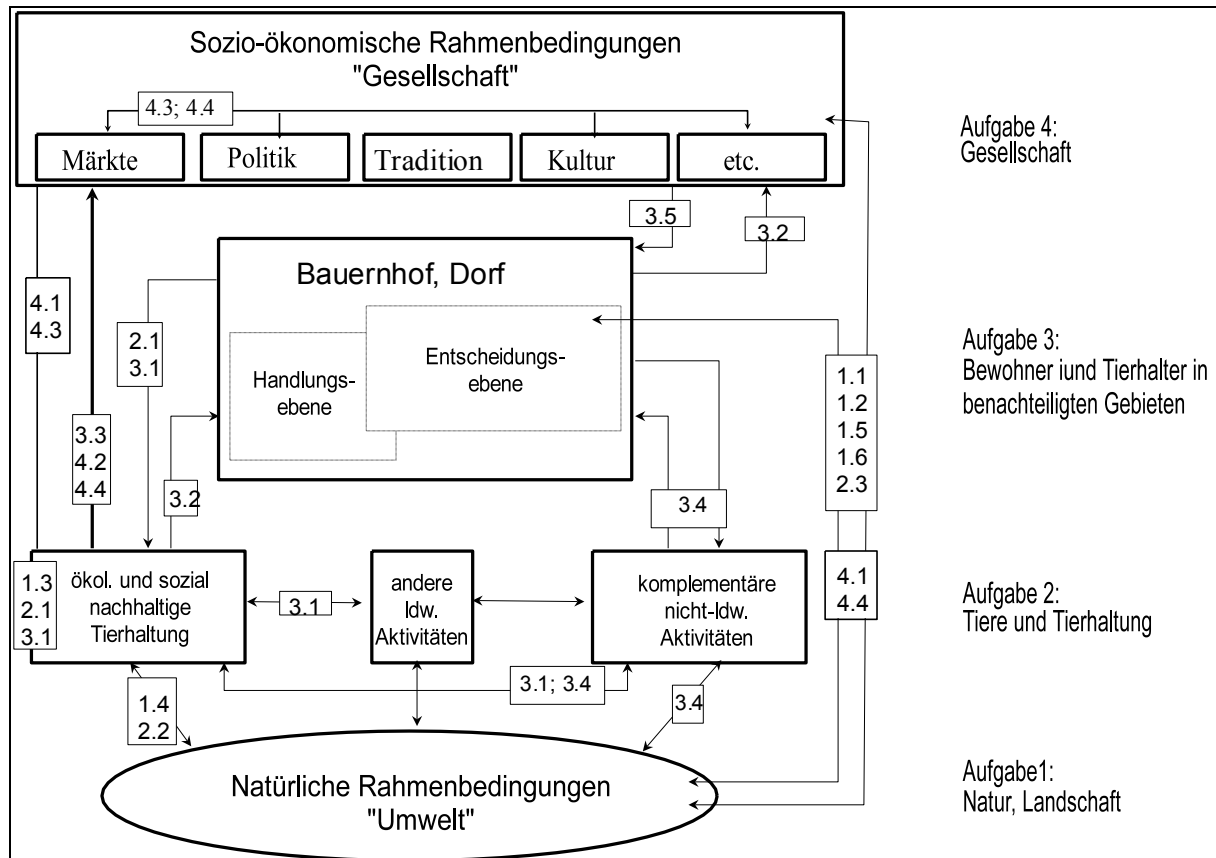 Sozio-ökonomische Rahmenbedingungen
"Gesellschaft"
4.3; 4.4
Märkte
Politik
Tradition
Kultur
etc.
Aufgabe 4:
Gesellschaft
3.5
3.2
Bauernhof, Dorf
4.1
4.3
2.1
3.1
Handlungs-
ebene
Entscheidungs-
ebene
1.1
1.2
1.5
1.6
2.3
Aufgabe 3:
Bewohner iund Tierhalter in
benachteiligten Gebieten
3.3
4.2
4.4
3.2
3.4
1.3
2.1
3.1
ökol. und sozial
nachhaltige
Tierhaltung
3.1
andere
ldw.
Aktivitäten
komplementäre
nicht-ldw.
Aktivitäten
4.1
4.4
Aufgabe 2:
Tiere und Tierhaltung
1.4
2.2
3.1; 3.4
3.4
Natürliche Rahmenbedingungen
"Umwelt"
Aufgabe1:
Natur, Landschaft